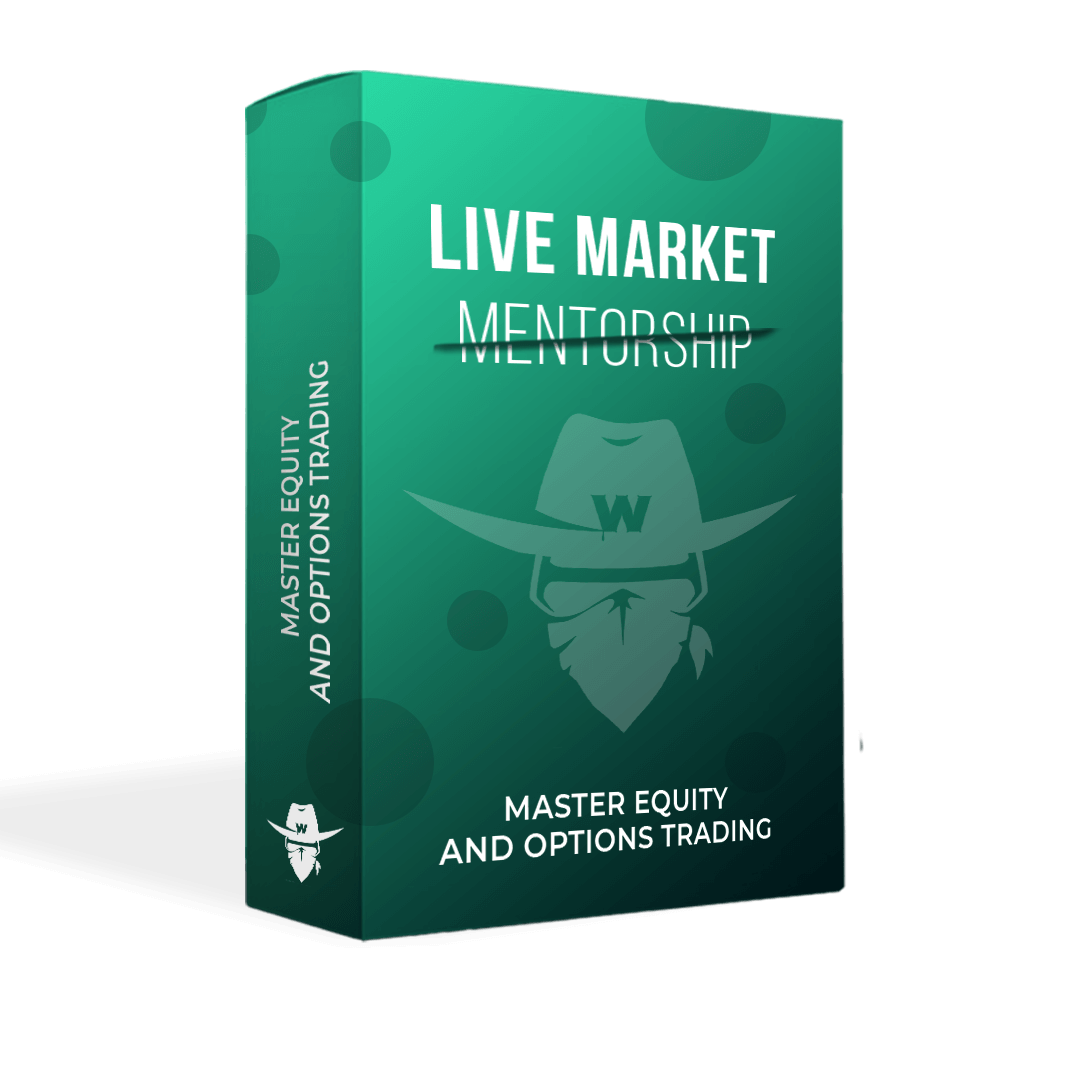 LIVE MARKET
MENTORSHIP
W
MASTER EQUITY
AND OPTIONS TRADING
MASTER EQUITY
AND OPTIONS TRADING
W